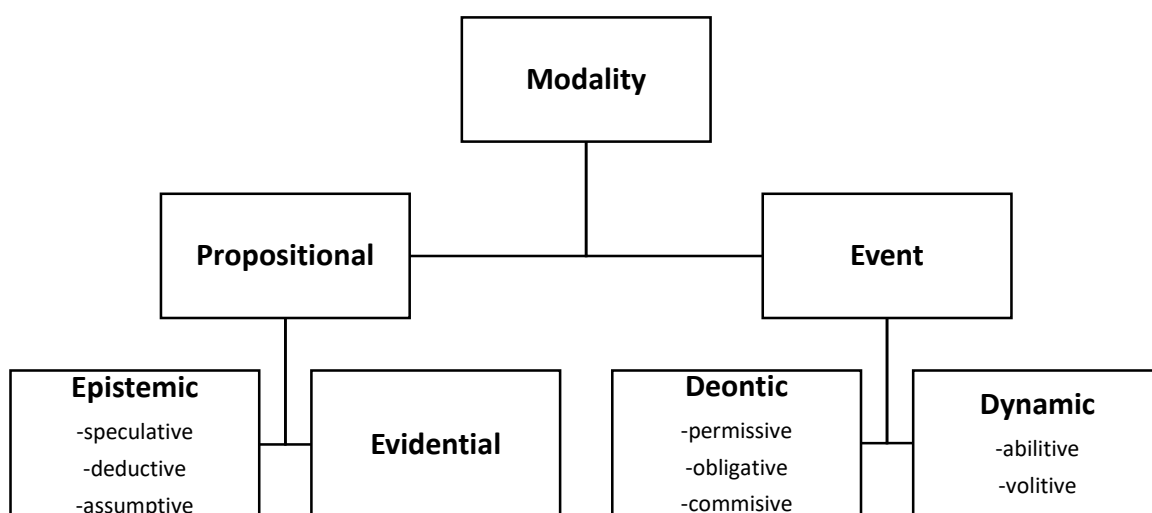 Modality
Propositional
Event
Epistemic
-speculative
-deductive
-assumptive
Evidential
Deontic
-permissive
-obligative
-commisive
Dynamic
-abilitive
-volitive